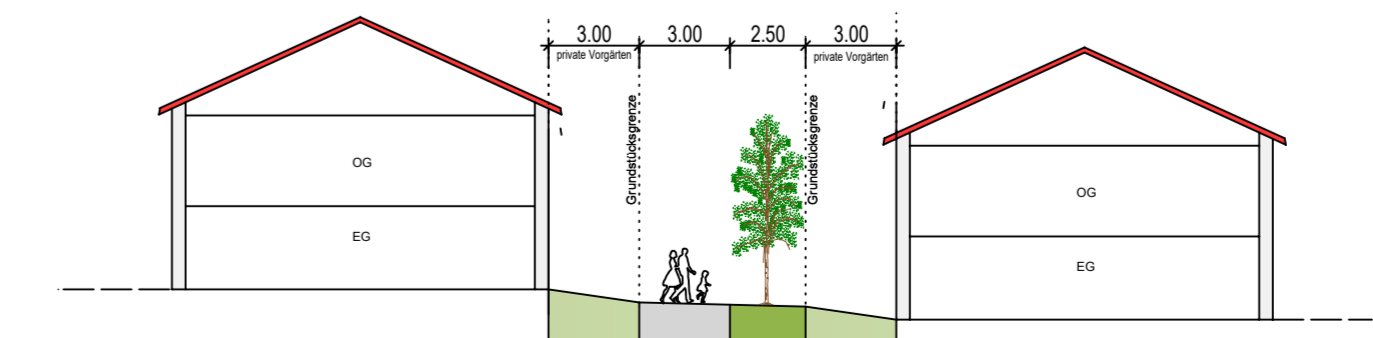 3.00 3.00 2.50 3.00
private Vorgärten private Vorgärten
Grundstücksgrenze
Grundstücksgrenze
OG
EG
OG
EG